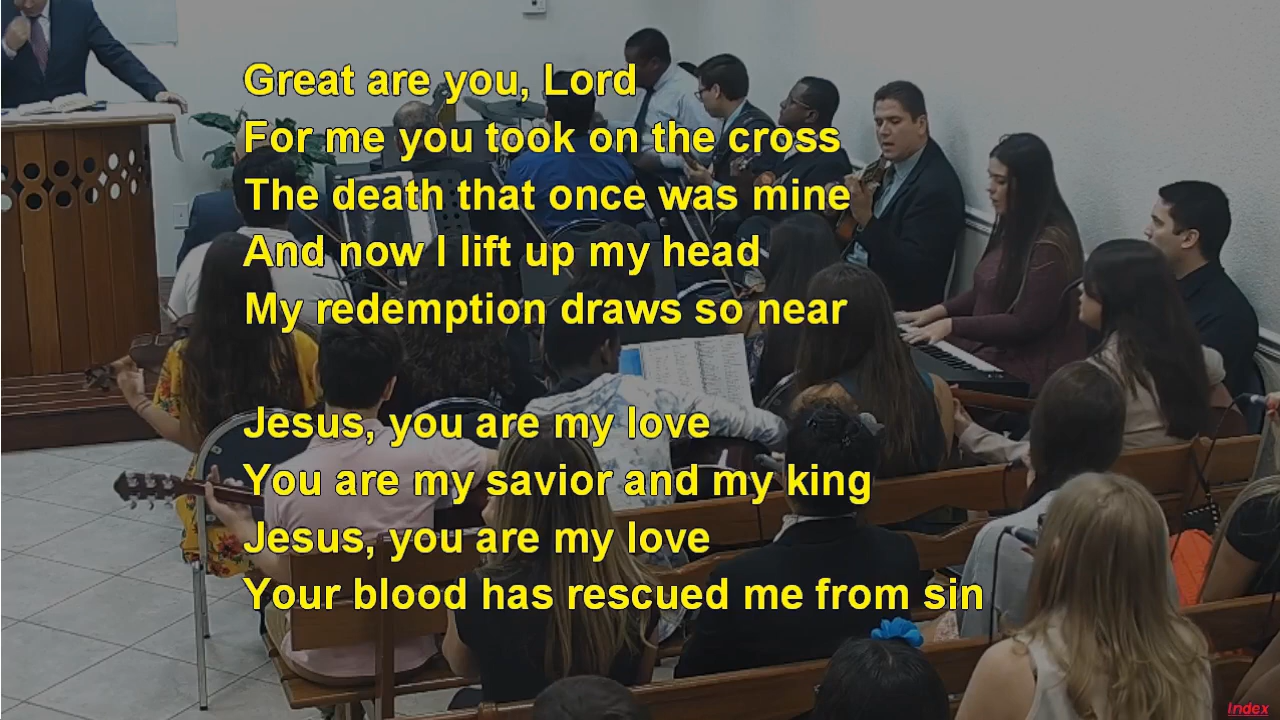 Great are you, Lord
For me you took on the cross
The death that once was mine
And now I lift up my head
My redemption draws so near
Jesus, you are my love
You are my savior and my king
Jesus, you are my love
Your blood has rescued me from sin
Index